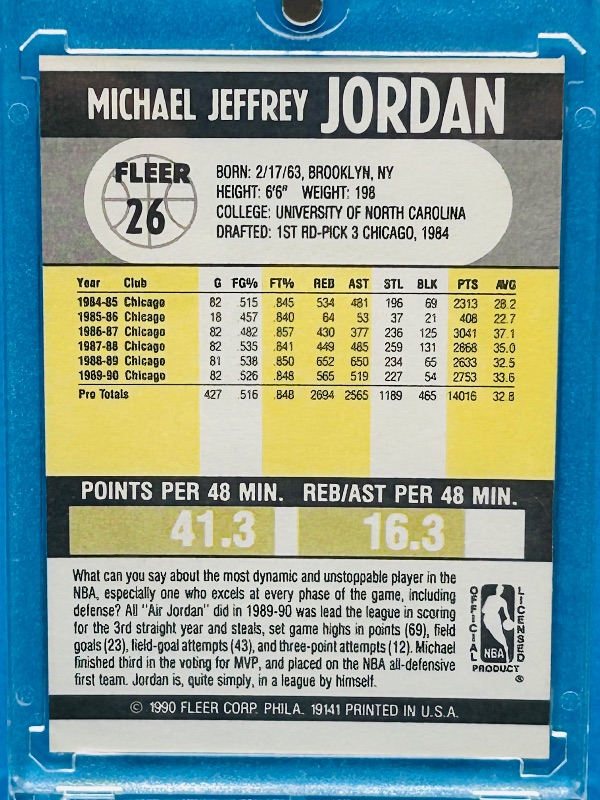 MICHAEL JEFFREY JORDAN
FLEER
26
BORN: 2/17/63, BROOKLYN, NY
HEIGHT: 6'6" WEIGHT: 198
COLLEGE: UNIVERSITY OF NORTH CAROLINA
DRAFTED: 1ST RD-PICK 3 CHICAGO, 1984
Year Club G FG% FT% REB AST STL BLK PTS AVG
1984-85 Chicago 82 .515 .845 534 481 196 69 2313 28.2
1985-86 Chicago 18 .457 .840 64 53 37 21 408 22.7
1986-87 Chicago 82 .482 .857 430 377 236 125 3041 37.1
1987-88 Chicago 82 .535 .841 449 485 259 131 2868 35.0
1988-89 Chicago 81 .538 .850 652 650 234 65 2633 32.5
1989-90 Chicago 82 .526 .848 565 519 227 54 2753 33.6
Pro Totals 427 .516 .848 2694 2565 1189 465 14016 32.8
POINTS PER 48 MIN. REB/AST PER 48 MIN.
41.3 16.3
What can you say about the most dynamic and unstoppable player in the
NBA, especially one who excels at every phase of the game, including
defense? All "Air Jordan" did in 1989-90 was lead the league in scoring
for the 3rd straight year and steals, set game highs in points (69), field
goals (23), field-goal attempts (43), and three-point attempts (12). Michael
finished third in the voting for MVP, and placed on the NBA all-defensive
first team. Jordan is, quite simply, in a league by himself.
OFFICIAL LICENSED
NBA
PRODUCT
®
© 1990 FLEER CORP. PHILA. 19141 PRINTED IN U.S.A.